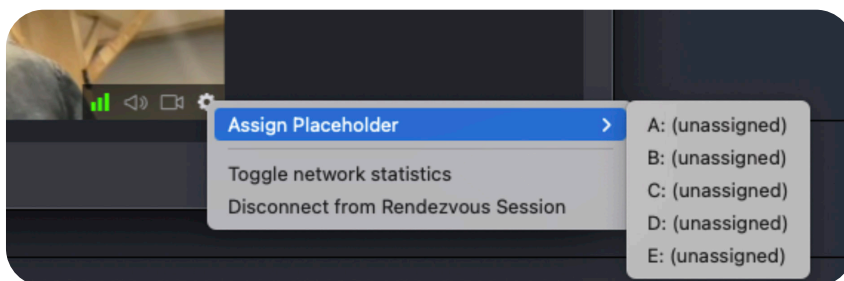 Assign Placeholder
Toggle network statistics
Disconnect from Rendezvous Session
A: (unassigned)
B: (unassigned)
C: (unassigned)
D: (unassigned)
E: (unassigned)